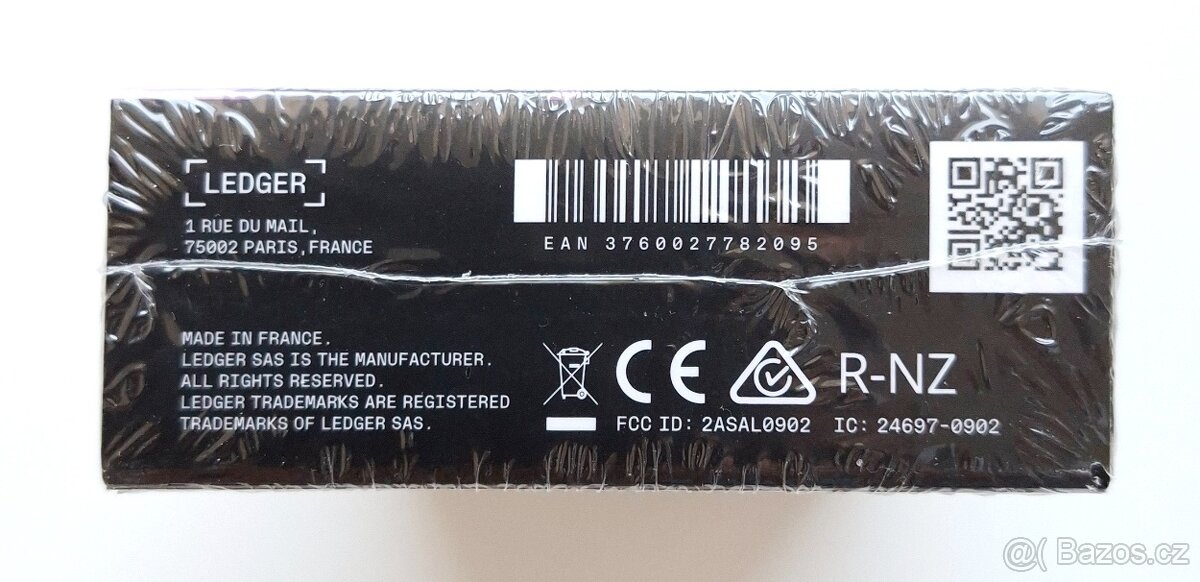 LEDGER
1 RUE DU MAIL,
75002 PARIS, FRANCE
EAN 3760027782095
MADE IN FRANCE.
LEDGER SAS IS THE MANUFACTURER.
ALL RIGHTS RESERVED.
LEDGER TRADEMARKS ARE REGISTERED
TRADEMARKS OF LEDGER SAS.
CE
R-NZ
FCC ID: 2ASAL0902 IC: 24697-0902
@( Bazos.cz